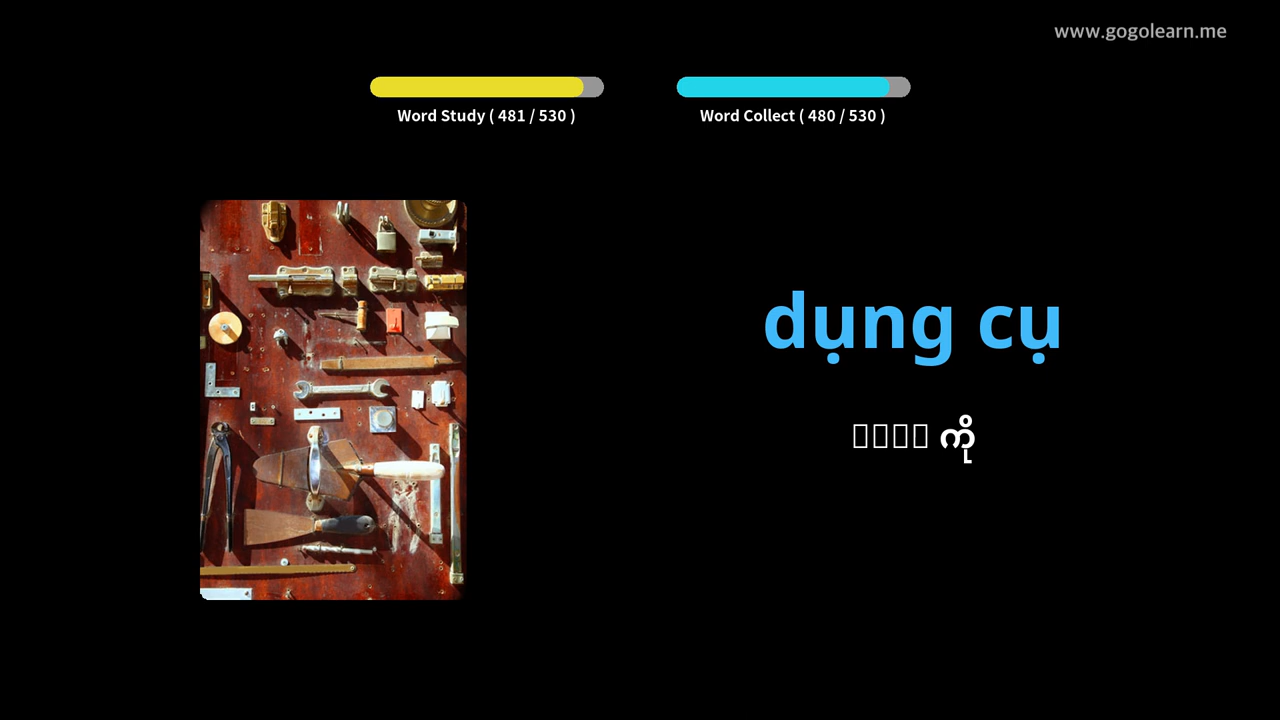 www.gogolearn.me
Word Study ( 481 / 530 )
Word Collect ( 480 / 530 )
dụng cụ
ကို